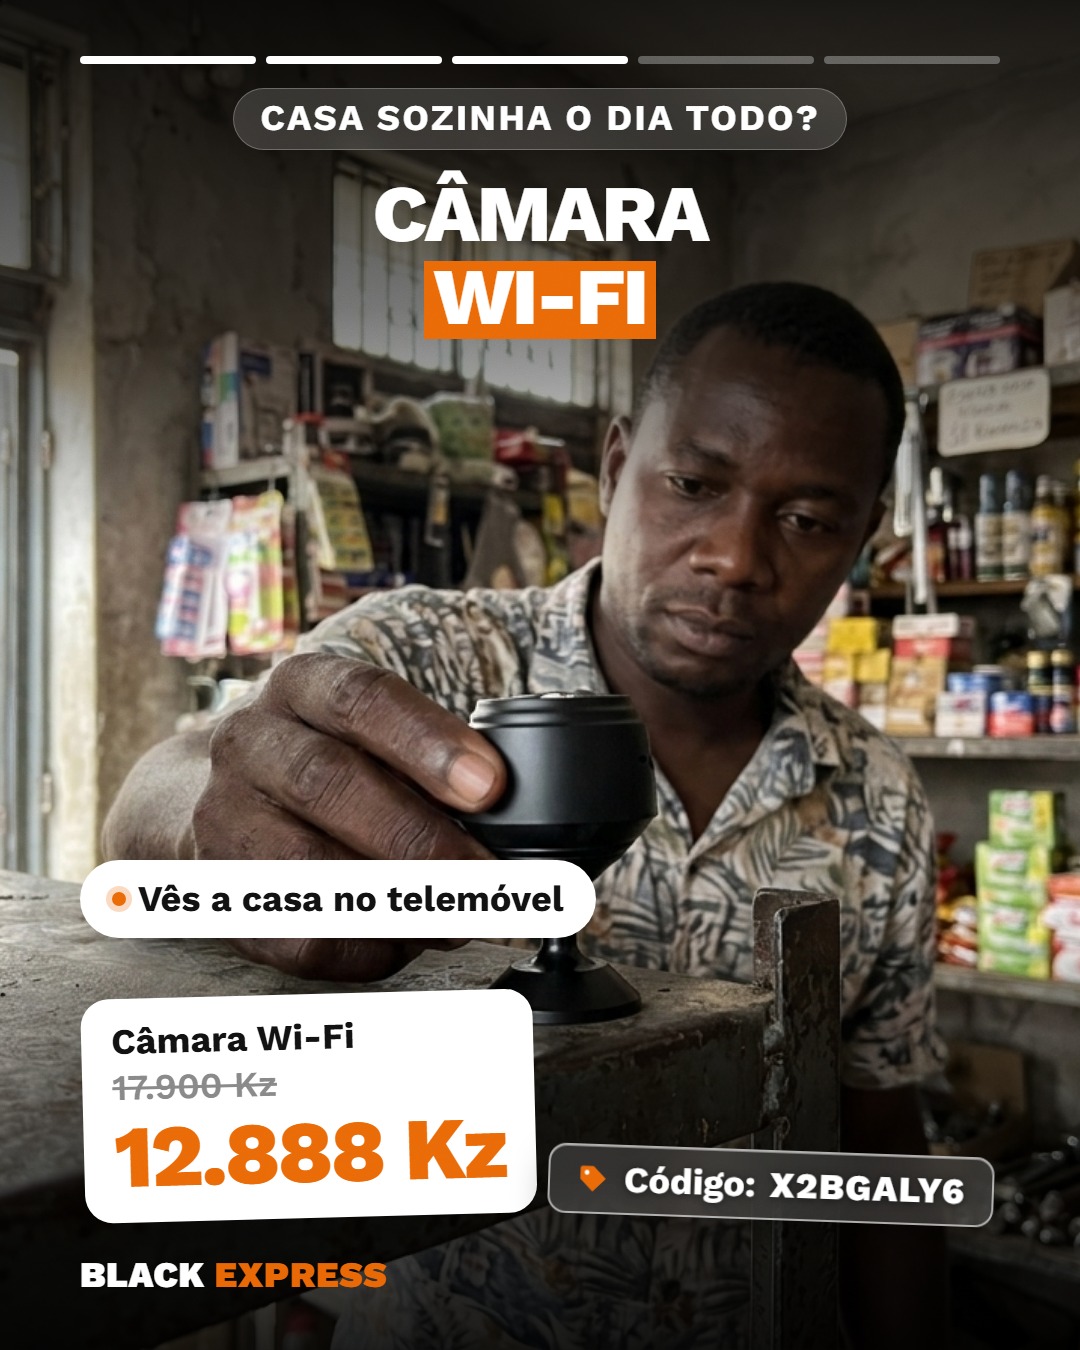 CASA SOZINHA O DIA TODO?
CÂMARA
WI-FI
Vês a casa no telemóvel
Câmara Wi-Fi
17.900 Kz
12.888 Kz
Código: X2BGALY6
BLACK EXPRESS